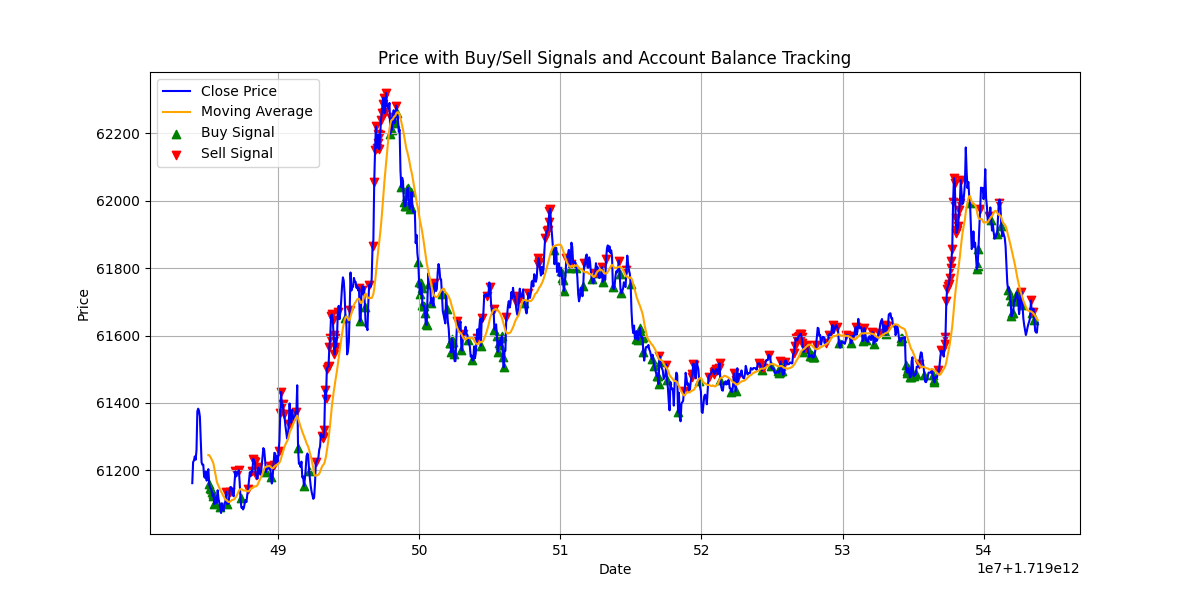 Price with Buy/Sell Signals and Account Balance Tracking
Close Price
Moving Average
Buy Signal
Sell Signal
Price
62200
62000
61800
61600
61400
61200
49 50 51 52 53 54
1e7+1.719e12
Date